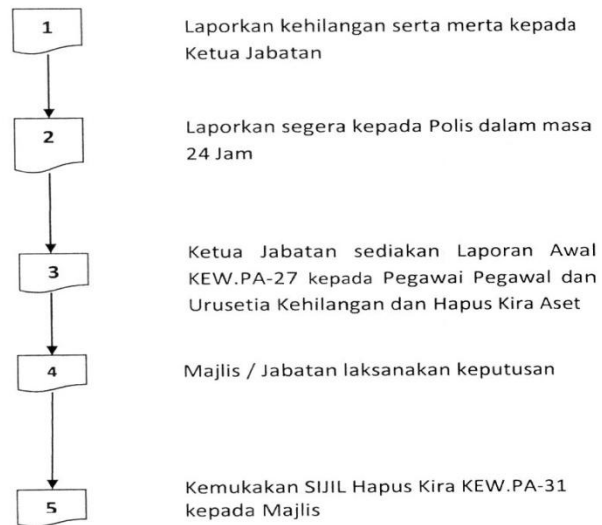 1
Laporkan kehilangan serta merta kepada
Ketua Jabatan
2
Laporkan segera kepada Polis dalam masa
24 Jam
3
Ketua Jabatan sediakan Laporan Awal
KEW.PA-27 kepada Pegawai Pegawal dan
Urusetia Kehilangan dan Hapus Kira Aset
4
Majlis / Jabatan laksanakan keputusan
5
Kemukakan SIJIL Hapus Kira KEW.PA-31
kepada Majlis